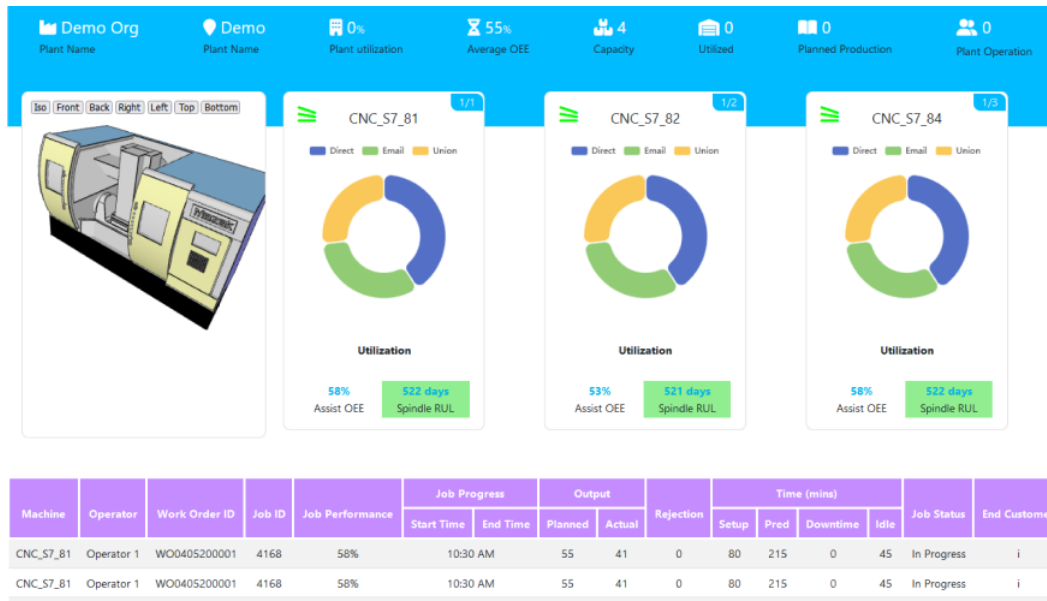 Demo Org
Plant Name
Demo
Plant Name
0%
Plant utilization
55%
Average OEE
4
Capacity
0
Utilized
0
Planned Production
0
Plant Operation
Iso Front Back Right Left Top Bottom
1/1
CNC_S7_81
Direct Email Union
Utilization
58%
Assist OEE
522 days
Spindle RUL
1/2
CNC_S7_82
Direct Email Union
Utilization
53%
Assist OEE
521 days
Spindle RUL
1/3
CNC_S7_84
Direct Email Union
Utilization
58%
Assist OEE
522 days
Spindle RUL
Machine Operator Work Order ID Job ID Job Performance Job Progress Output Rejection Time (mins) Job Status End Custome
Start Time End Time Planned Actual Setup Pred Downtime Idle
CNC_S7_81 Operator 1 WO0405200001 4168 58% 10:30 AM 55 41 0 80 215 0 45 In Progress i
CNC_S7_81 Operator 1 WO0405200001 4168 58% 10:30 AM 55 41 0 80 215 0 45 In Progress i